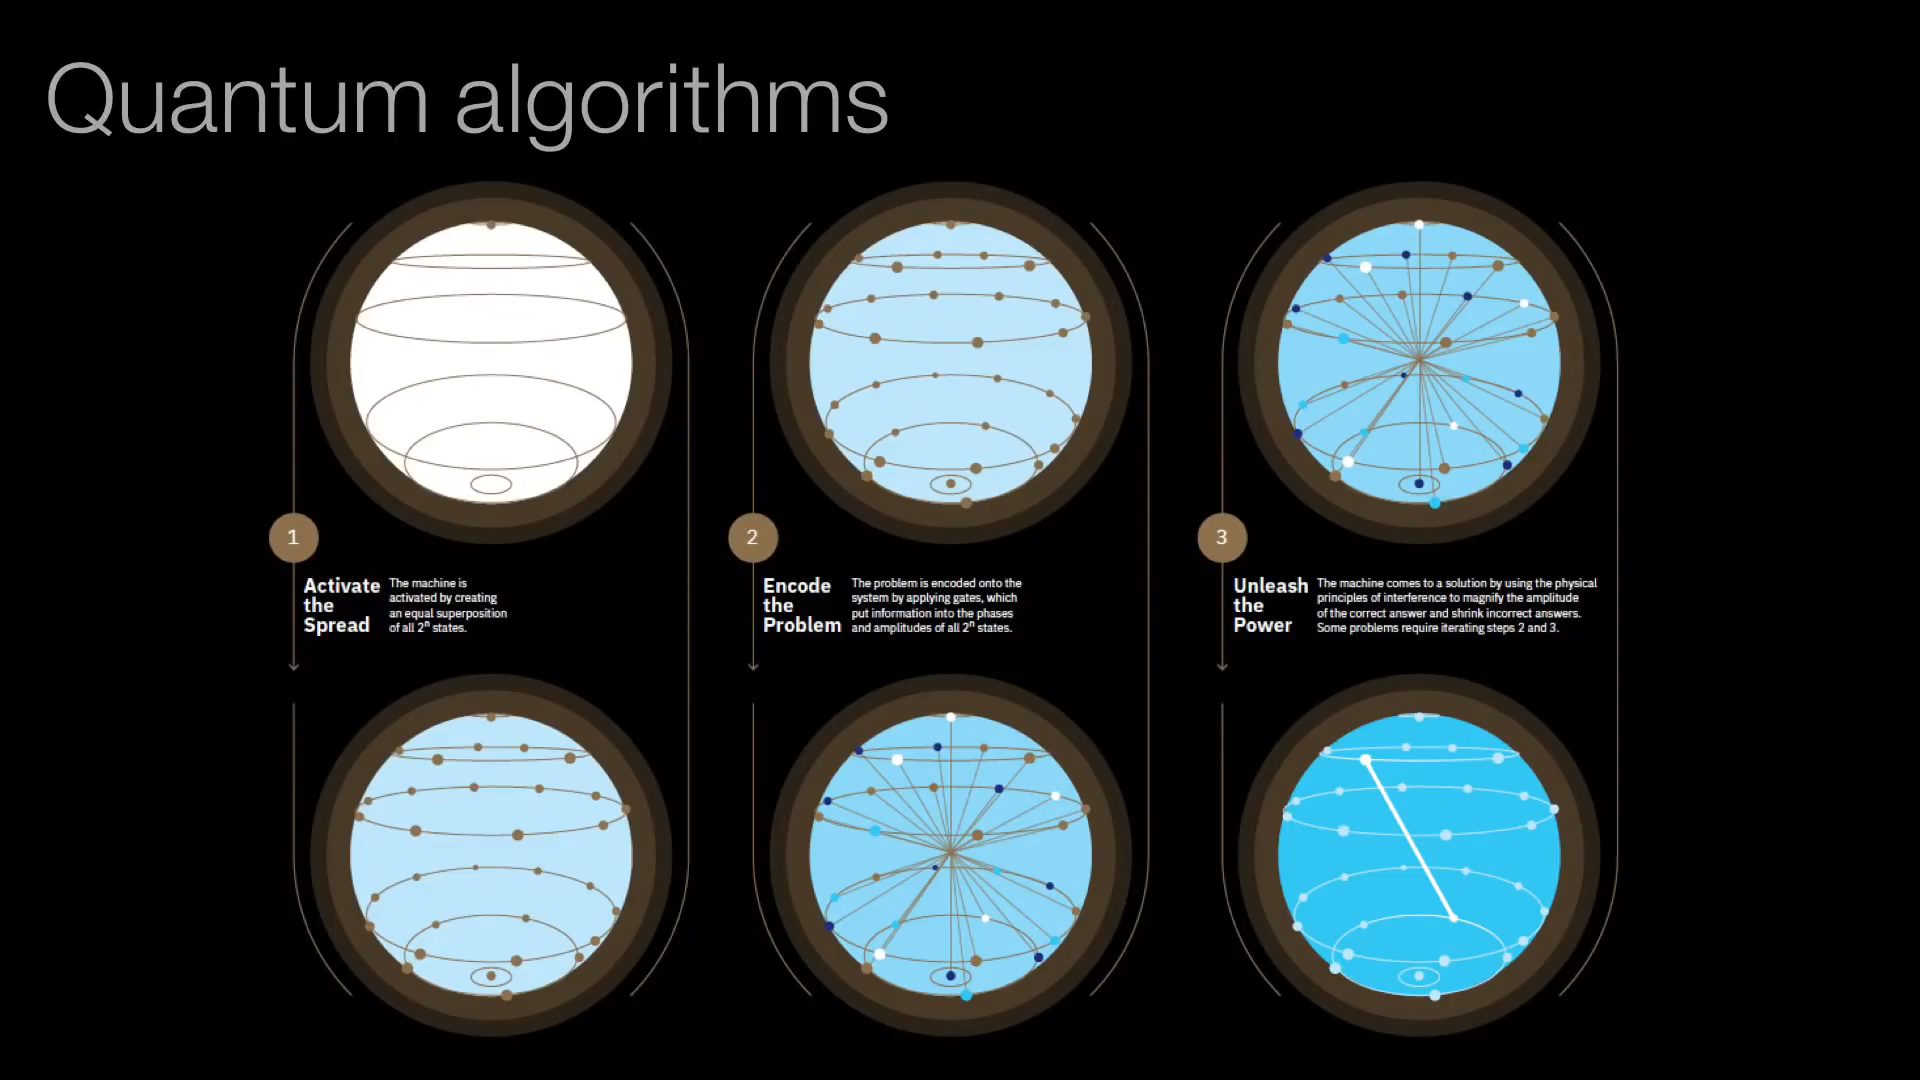 Quantum algorithms
1
Activate
the
Spread
The machine is
activated by creating
an equal superposition
of all 2ⁿ states.
2
Encode
the
Problem
The problem is encoded onto the
system by applying gates, which
put information into the phases
and amplitudes of all 2ⁿ states.
3
Unleash
the
Power
The machine comes to a solution by using the physical
principles of interference to magnify the amplitude
of the correct answer and shrink incorrect answers.
Some problems require iterating steps 2 and 3.